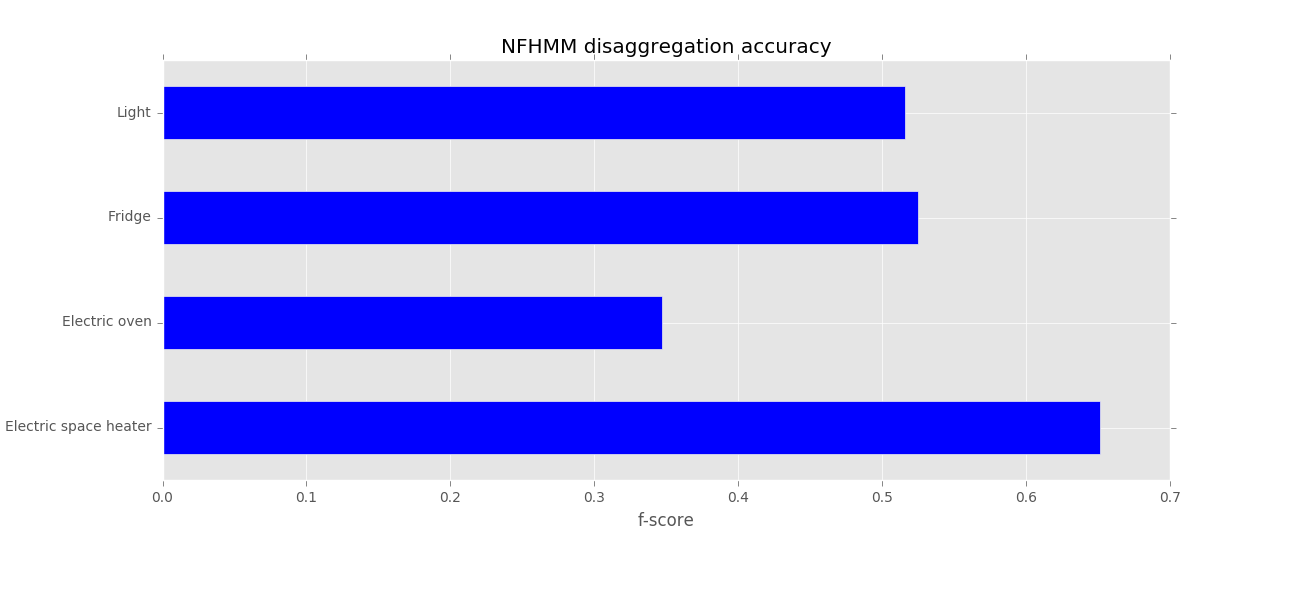 NFHMM disaggregation accuracy
Light
Fridge
Electric oven
Electric space heater
0.0 0.1 0.2 0.3 0.4 0.5 0.6 0.7
f-score